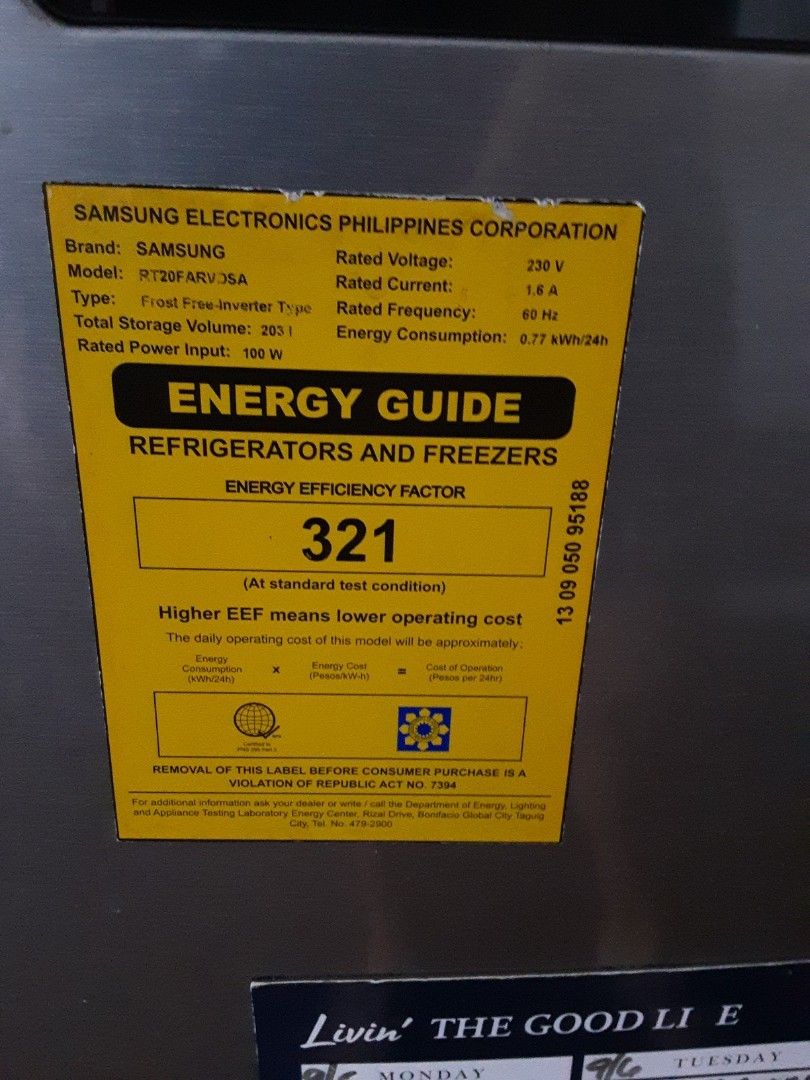 SAMSUNG ELECTRONICS PHILIPPINES CORPORATION
Brand: SAMSUNG
Model:
Type: Frost Free-Inverter Type
Total Storage Volume: 203 l
Rated Power Input: 100 W
Rated Voltage: 230 V
Rated Current: 1.6 A
Rated Frequency: 60 Hz
Energy Consumption: 0.77 kWh/24h
ENERGY GUIDE
REFRIGERATORS AND FREEZERS
ENERGY EFFICIENCY FACTOR
321
(At standard test condition)
13 09 050 95188
Higher EEF means lower operating cost
The daily operating cost of this model will be approximately:
Energy Consumption (kWh/24h) x Energy Cost (Pesos/kW-h) = Cost of Operation (Pesos per 24hr)
Certified to
REMOVAL OF THIS LABEL BEFORE CONSUMER PURCHASE IS A
VIOLATION OF REPUBLIC ACT NO. 7394
For additional information ask your dealer or write / call the Department of Energy, Lighting
and Appliance Testing Laboratory Energy Center, Rizal Drive, Bonifacio Global City Taguig
City, Tel. No. 479-2900
Livin' THE GOOD LI E
MONDAY 9/6 TUESDAY